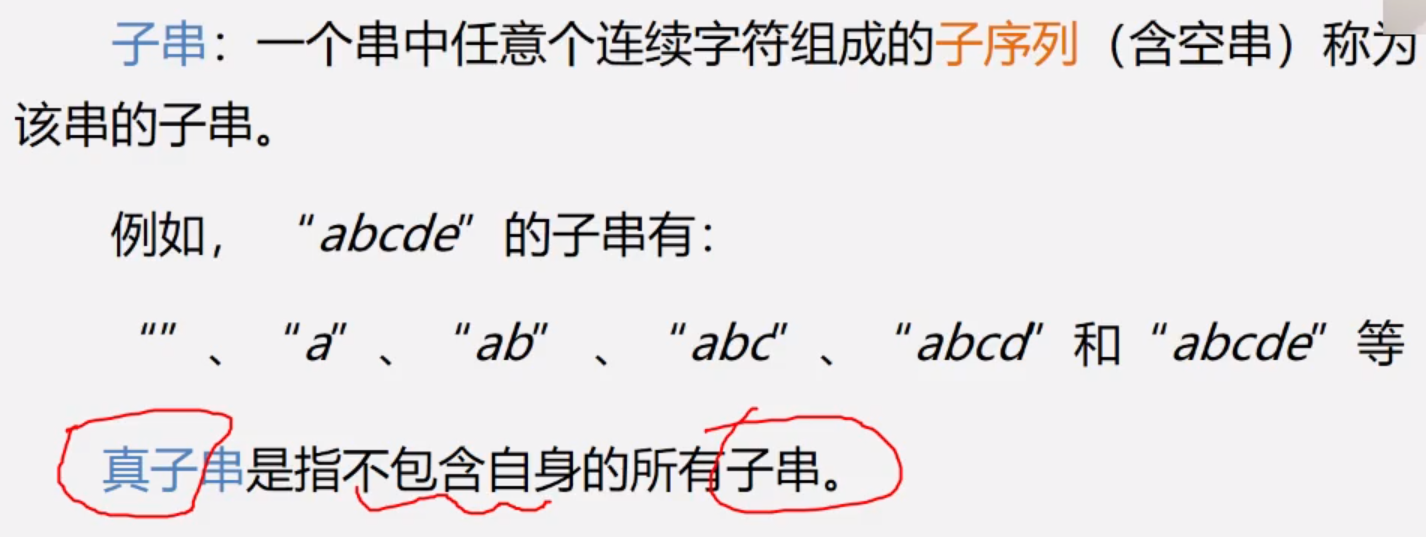 子串：一个串中任意个连续字符组成的子序列（含空串）称为
该串的子串。
例如，“abcde”的子串有：
“”、“a”、“ab”、“abc”、“abcd”和“abcde”等
真子串是指不包含自身的所有子串。